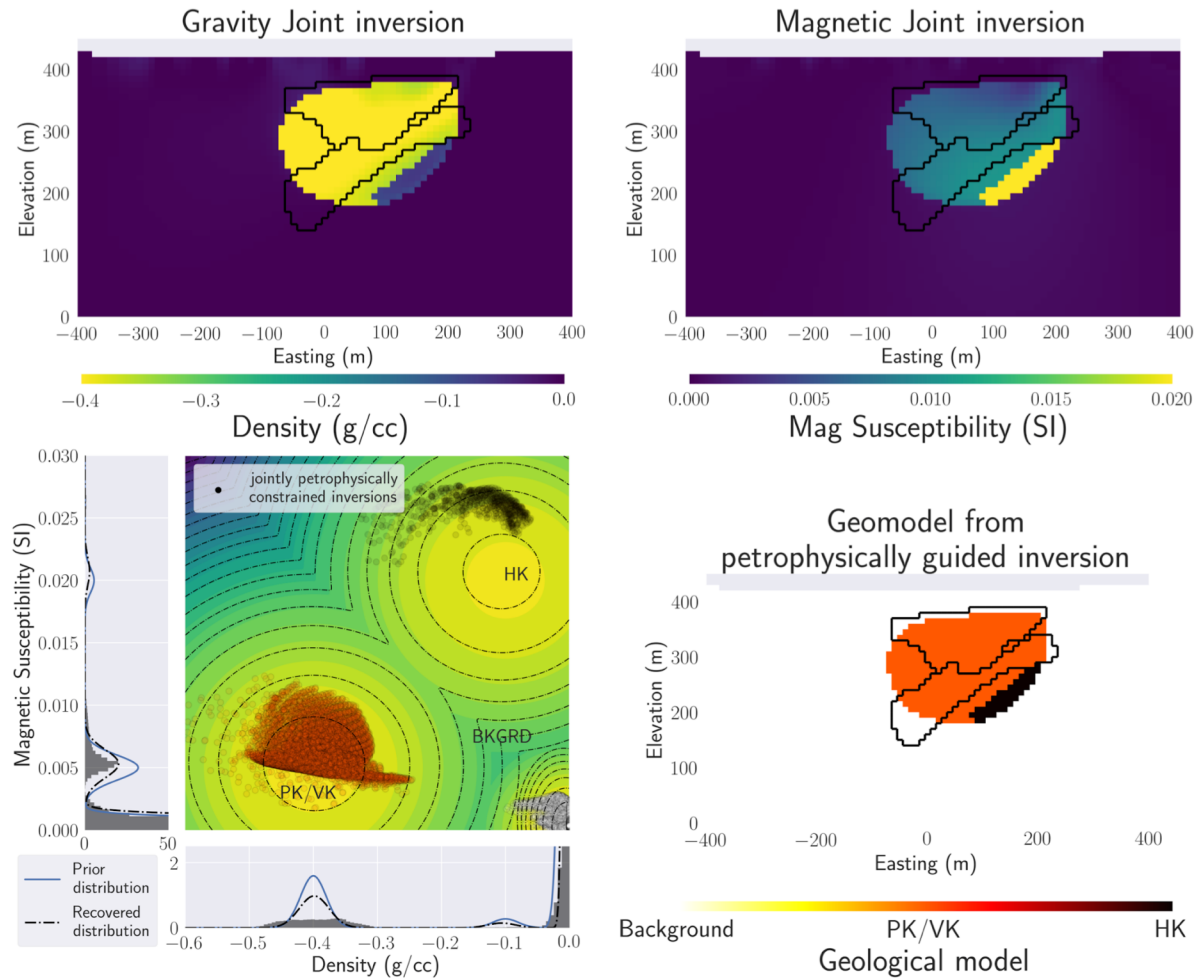 Gravity Joint inversion
400
300
200
100
0
Elevation (m)
−400 −300 −200 −100 0 100 200 300 400
Easting (m)
−0.4 −0.3 −0.2 −0.1 0.0
Density (g/cc)
Magnetic Joint inversion
400
300
200
100
0
Elevation (m)
−400 −300 −200 −100 0 100 200 300 400
Easting (m)
0.000 0.005 0.010 0.015 0.020
Mag Susceptibility (SI)
0.030
0.025
0.020
0.015
0.010
0.005
0.000
Magnetic Susceptibility (SI)
0 50
jointly petrophysically
constrained inversions
HK
BKGRD
PK/VK
2
0
−0.6 −0.5 −0.4 −0.3 −0.2 −0.1 0.0
Density (g/cc)
Prior
distribution
Recovered
distribution
Geomodel from
petrophysically guided inversion
400
300
200
100
0
Elevation (m)
−400 −200 0 200 400
Easting (m)
Background PK/VK HK
Geological model